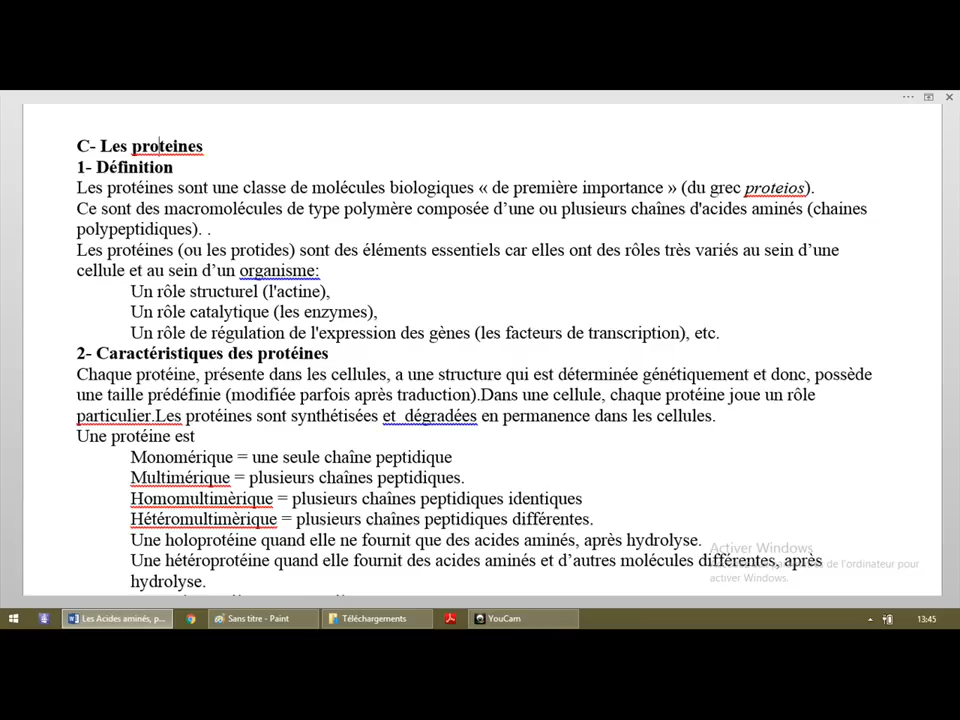 C- Les proteines
1- Définition
Les protéines sont une classe de molécules biologiques « de première importance » (du grec proteios).
Ce sont des macromolécules de type polymère composée d’une ou plusieurs chaînes d'acides aminés (chaines
polypeptidiques). .
Les protéines (ou les protides) sont des éléments essentiels car elles ont des rôles très variés au sein d’une
cellule et au sein d’un organisme:
Un rôle structurel (l'actine),
Un rôle catalytique (les enzymes),
Un rôle de régulation de l'expression des gènes (les facteurs de transcription), etc.
2- Caractéristiques des protéines
Chaque protéine, présente dans les cellules, a une structure qui est déterminée génétiquement et donc, possède
une taille prédéfinie (modifiée parfois après traduction).Dans une cellule, chaque protéine joue un rôle
particulier.Les protéines sont synthétisées et  dégradées en permanence dans les cellules.
Une protéine est
Monomérique = une seule chaîne peptidique
Multimérique = plusieurs chaînes peptidiques.
Homomultimèrique = plusieurs chaînes peptidiques identiques
Hétéromultimèrique = plusieurs chaînes peptidiques différentes.
Une holoprotéine quand elle ne fournit que des acides aminés, après hydrolyse.
Activer Windows
Une hétéroprotéine quand elle fournit des acides aminés et d’autres molécules différentes, après
de l'ordinateur pour
activer Windows.
hydrolyse.
Les Acides aminés, p...
Sans titre - Paint
Téléchargements
YouCam
13:45